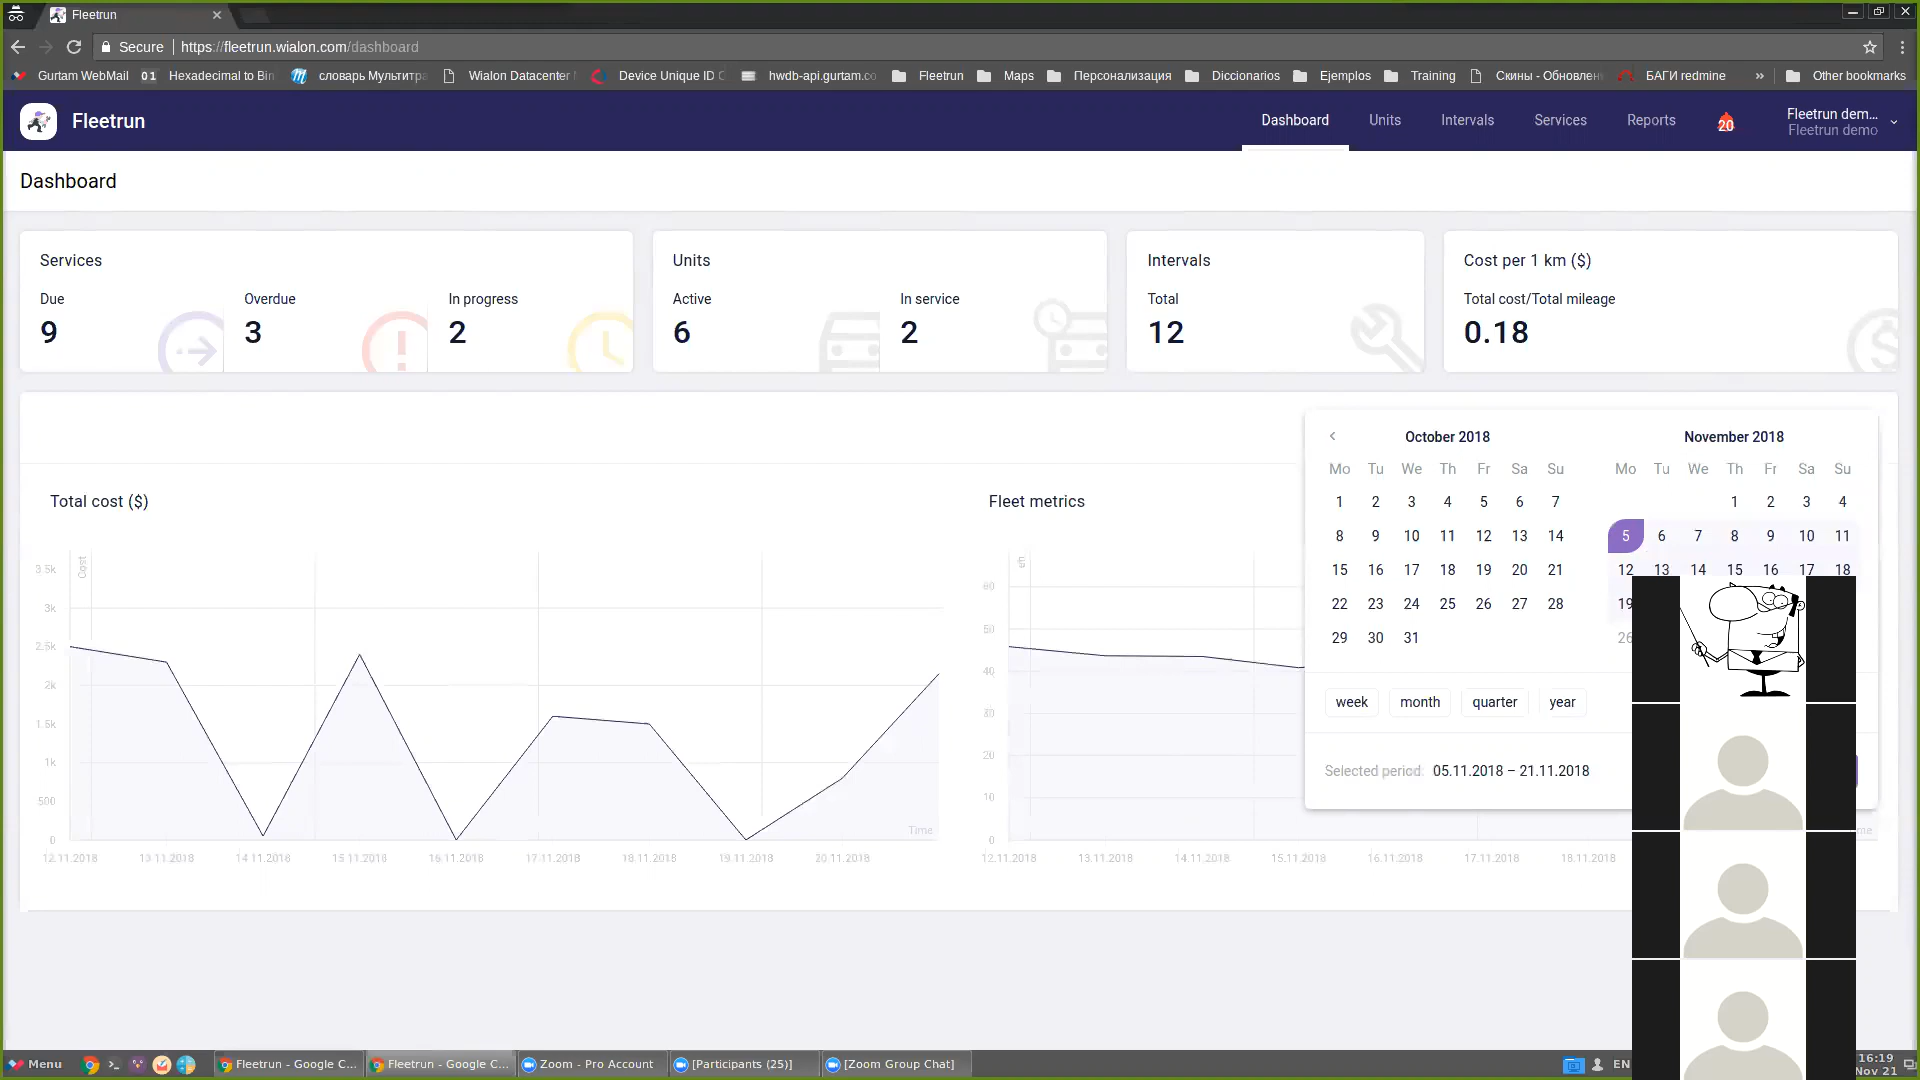 Fleetrun
Secure | https://fleetrun.wialon.com/dashboard
Gurtam WebMail 01 Hexadecimal to Bin словарь Мультитра Wialon Datacenter Device Unique ID hwdb-api.gurtam.co Fleetrun Maps Персонализация Diccionarios Ejemplos Training Скины - Обновлен БАГИ redmine » Other bookmarks
Fleetrun Dashboard Units Intervals Services Reports 20 Fleetrun dem...
Fleetrun demo
Dashboard
Services Units Intervals Cost per 1 km ($)
Due Overdue In progress Active In service Total Total cost/Total mileage
9 3 2 6 2 12 0.18
October 2018 November 2018
Mo Tu We Th Fr Sa Su Mo Tu We Th Fr Sa Su
1 2 3 4 5 6 7 1 2 3 4
8 9 10 11 12 13 14 5 6 7 8 9 10 11
15 16 17 18 19 20 21 12 13 14 15 16 17 18
22 23 24 25 26 27 28 19
29 30 31 26
week month quarter year
Selected period: 05.11.2018 – 21.11.2018
Total cost ($)
Cost
3.5k
3k
2.5k
2k
1.5k
1k
500
0
Time
12.11.2018 13.11.2018 14.11.2018 15.11.2018 16.11.2018 17.11.2018 18.11.2018 19.11.2018 20.11.2018
Fleet metrics
60
50
40
30
20
10
0
12.11.2018 13.11.2018 14.11.2018 15.11.2018 16.11.2018 17.11.2018 18.11.2018
Menu Fleetrun - Google C... Fleetrun - Google C... Zoom - Pro Account [Participants (25)] [Zoom Group Chat] EN 16:19
Nov 21